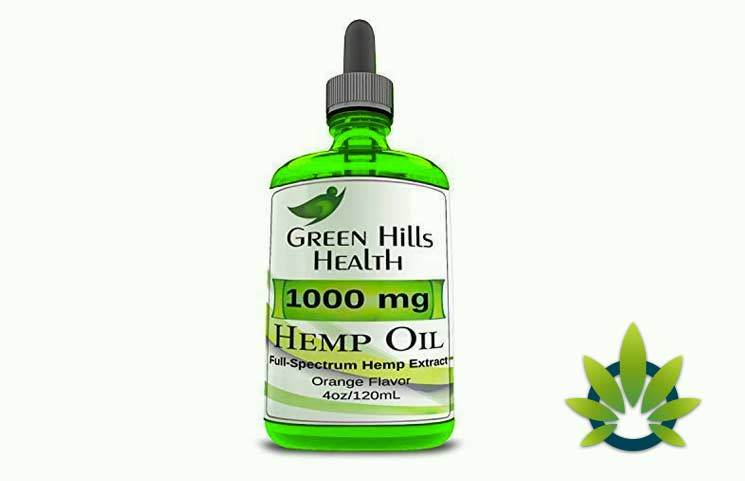 Green Hills
Health
1000 mg
Hemp Oil
Full-Spectrum Hemp Extract
Orange Flavor
4oz/120mL